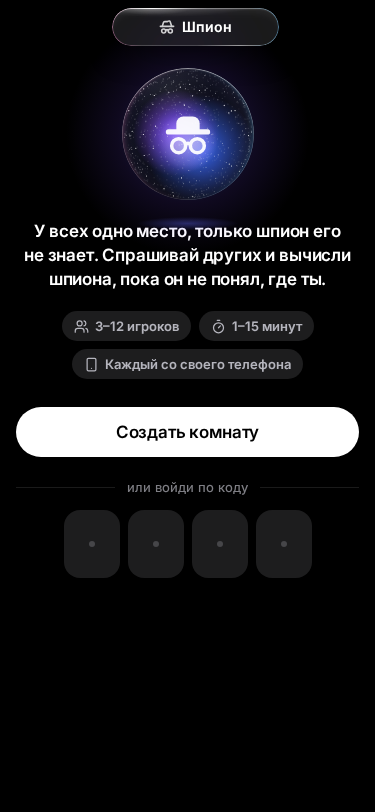 Шпион
У всех одно место, только шпион его
не знает. Спрашивай других и вычисли
шпиона, пока он не понял, где ты.
3–12 игроков
1–15 минут
Каждый со своего телефона
Создать комнату
или войди по коду